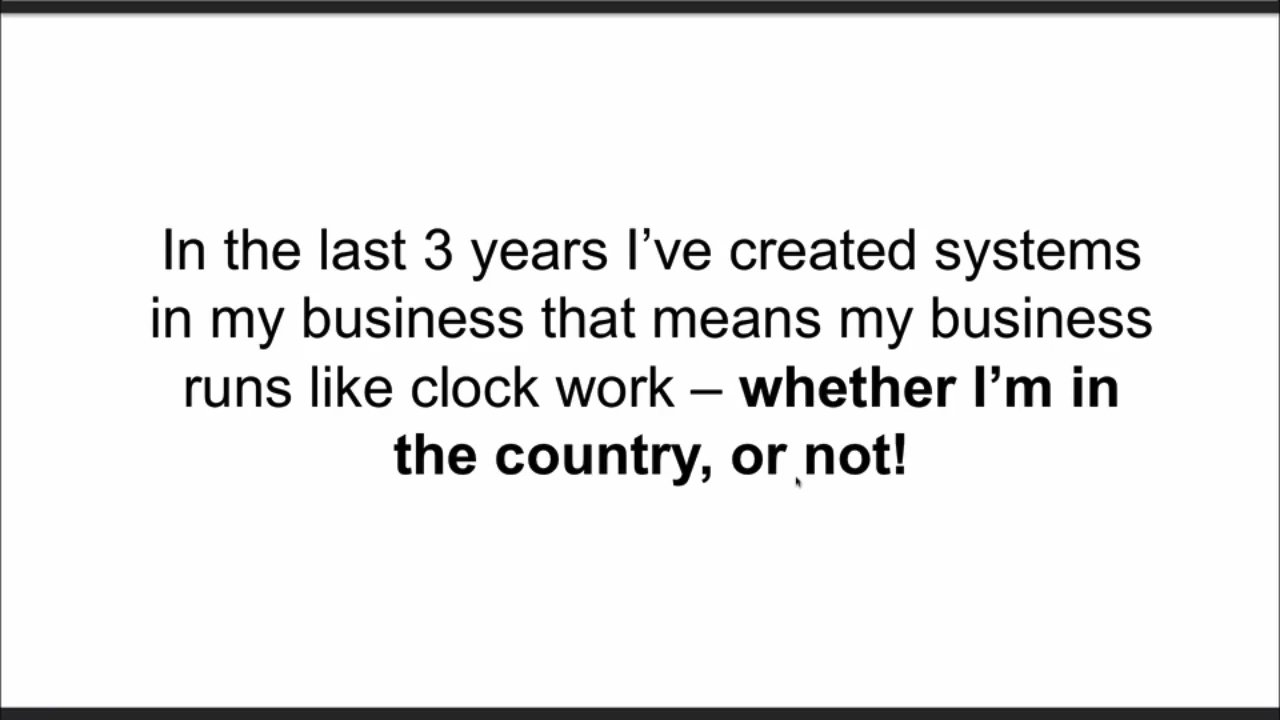 In the last 3 years I’ve created systems
in my business that means my business
runs like clock work – whether I’m in
the country, or not!